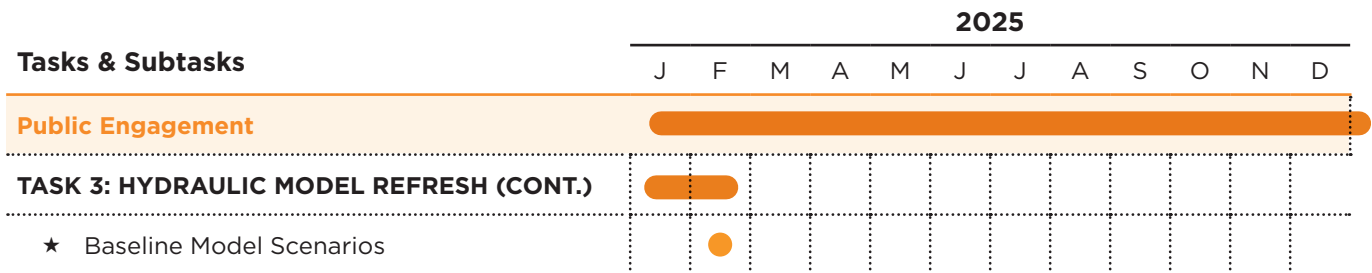 2025
Tasks & Subtasks
J F M A M J J A S O N D
Public Engagement
TASK 3: HYDRAULIC MODEL REFRESH (CONT.)
★ Baseline Model Scenarios